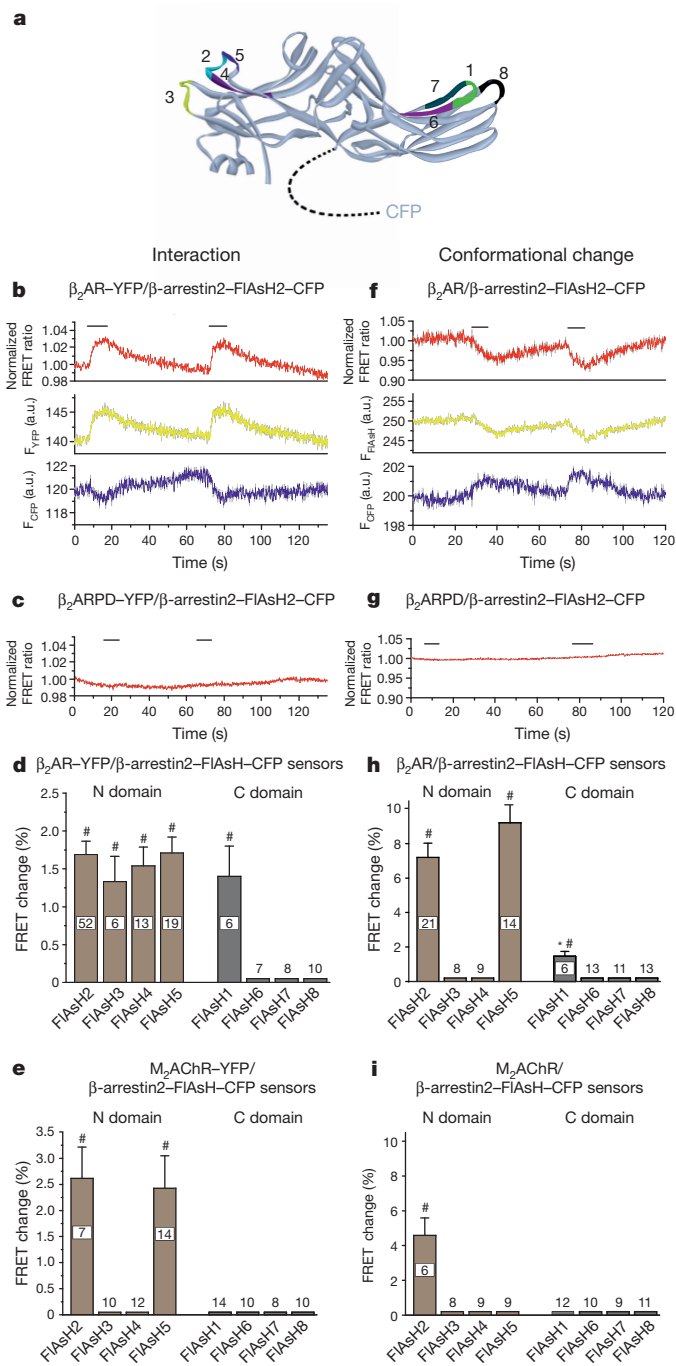 a
2
5
4
3
7
1
8
6
CFP
Interaction
Conformational change
b
β₂AR–YFP/β-arrestin2–FlAsH2–CFP
Normalized
FRET ratio
1.04
1.02
1.00
0.98
F_YFP (a.u.)
145
140
F_CFP (a.u.)
122
120
118
0 20 40 60 80 100 120
Time (s)
f
β₂AR/β-arrestin2–FlAsH2–CFP
Normalized
FRET ratio
1.05
1.00
0.95
0.90
F_FlAsH (a.u.)
255
250
245
F_CFP (a.u.)
202
200
198
0 20 40 60 80 100 120
Time (s)
c
β₂ARPD–YFP/β-arrestin2–FlAsH2–CFP
Normalized
FRET ratio
1.04
1.02
1.00
0.98
0 20 40 60 80 100 120
Time (s)
g
β₂ARPD/β-arrestin2–FlAsH2–CFP
Normalized
FRET ratio
1.05
1.00
0.95
0.90
0 20 40 60 80 100 120
Time (s)
d
β₂AR–YFP/β-arrestin2–FlAsH–CFP sensors
N domain
C domain
FRET change (%)
2.5
2.0
1.5
1.0
0.5
0
# # # # #
52 6 13 19 6 7 8 10
FlAsH2 FlAsH3 FlAsH4 FlAsH5 FlAsH1 FlAsH6 FlAsH7 FlAsH8
h
β₂AR/β-arrestin2–FlAsH–CFP sensors
N domain
C domain
FRET change (%)
10
8
6
4
2
0
# # * #
21 8 9 14 6 13 11 13
FlAsH2 FlAsH3 FlAsH4 FlAsH5 FlAsH1 FlAsH6 FlAsH7 FlAsH8
e
M₂AChR–YFP/
β-arrestin2–FlAsH–CFP sensors
N domain
C domain
FRET change (%)
3.5
3.0
2.5
2.0
1.5
1.0
0.5
0
# #
7 10 12 14 14 10 8 10
FlAsH2 FlAsH3 FlAsH4 FlAsH5 FlAsH1 FlAsH6 FlAsH7 FlAsH8
i
M₂AChR/
β-arrestin2–FlAsH–CFP sensors
N domain
C domain
FRET change (%)
10
8
6
4
2
0
#
6 8 9 9 12 10 9 11
FlAsH2 FlAsH3 FlAsH4 FlAsH5 FlAsH1 FlAsH6 FlAsH7 FlAsH8